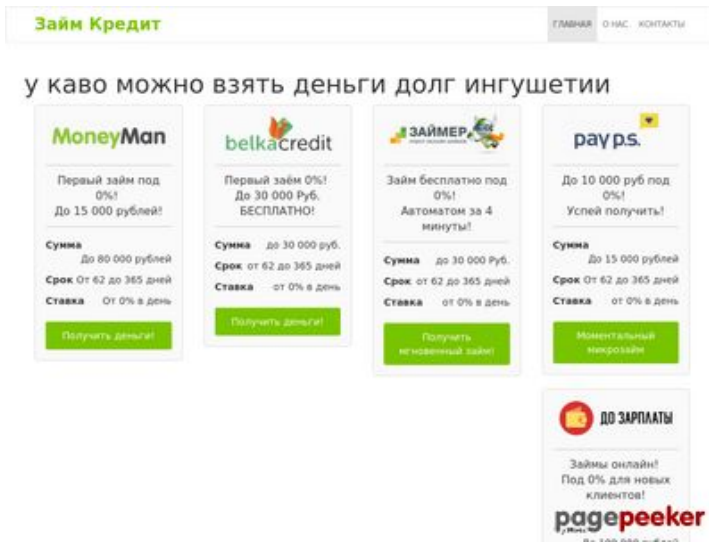 Займ Кредит
ГЛАВНАЯ О НАС КОНТАКТЫ
у каво можно взять деньги долг ингушетии
MoneyMan
Первый займ под
0%!
До 15 000 рублей!
Сумма
До 80 000 рублей
Срок От 62 до 365 дней
Ставка От 0% в день
Получить деньги!
belkacredit
Первый заём 0%!
До 30 000 Руб.
БЕСПЛАТНО!
Сумма до 30 000 руб.
Срок от 62 до 365 дней
Ставка от 0% в день
Получить деньги!
ЗАЙМЕР
Займ бесплатно под
0%!
Автоматом за 4
минуты!
Сумма до 30 000 Руб.
Срок от 62 до 365 дней
Ставка от 0% в день
Получить
мгновенный займ!
pay p.s.
До 10 000 руб под
0%!
Успей получить!
Сумма
До 15 000 рублей
Срок От 62 до 365 дней
Ставка От 0% в день
Моментальный
микрозайм
ДО ЗАРПЛАТЫ
Займы онлайн!
Под 0% для новых
клиентов!
pagepeeker
До 100 000 рублей